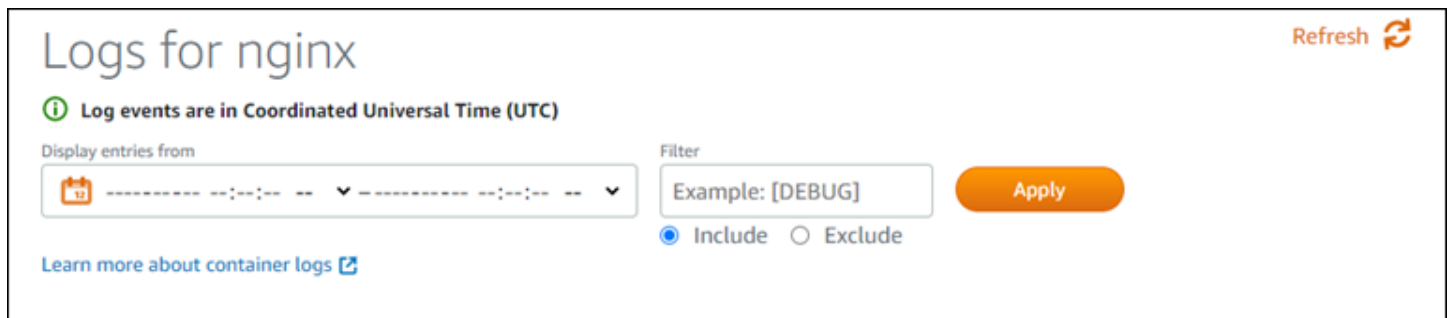 Logs for nginx
Refresh
Log events are in Coordinated Universal Time (UTC)
Display entries from
Filter
12 ---------- --:--:-- -- – ---------- --:--:-- --
Example: [DEBUG]
Apply
Include Exclude
Learn more about container logs